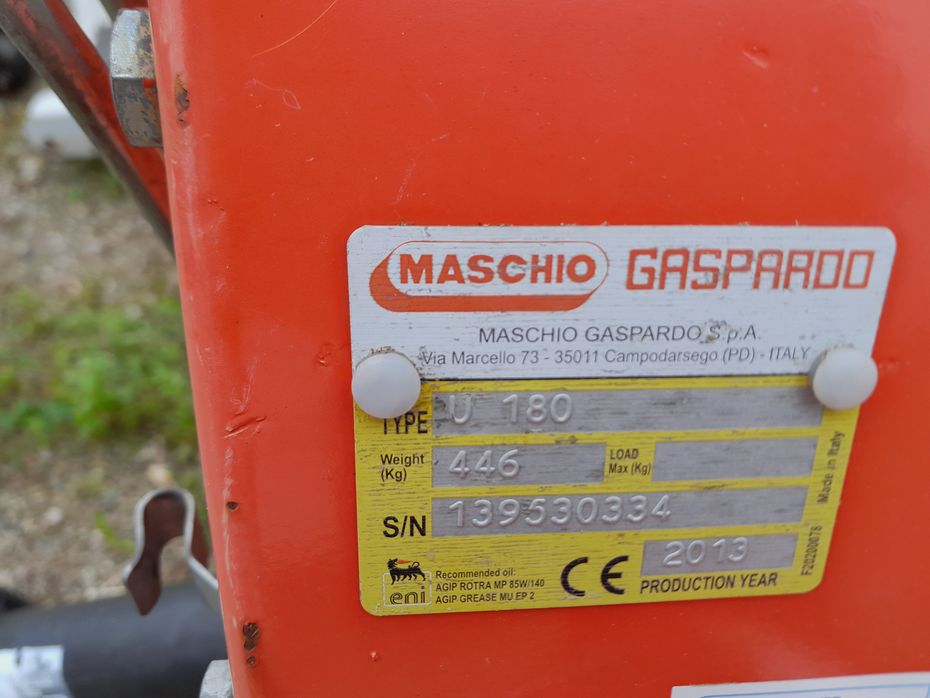 MASCHIO GASPARDO
MASCHIO GASPARDO S.p.A.
Via Marcello 73 - 35011 Campodarsego (PD) - ITALY
TYPE U 180
Weight (Kg) 446 LOAD Max (Kg)
S/N 139530334
Made in Italy
eni
Recommended oil:
AGIP ROTRA MP 85W/140
AGIP GREASE MU EP 2
CE
2013
PRODUCTION YEAR
F20200078